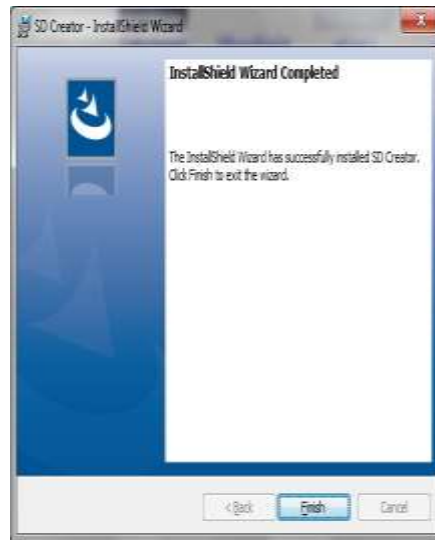 SD Creator - InstallShield Wizard
InstallShield Wizard Completed
The InstallShield Wizard has successfully installed SD Creator.
Click Finish to exit the wizard.
< Back
Finish
Cancel